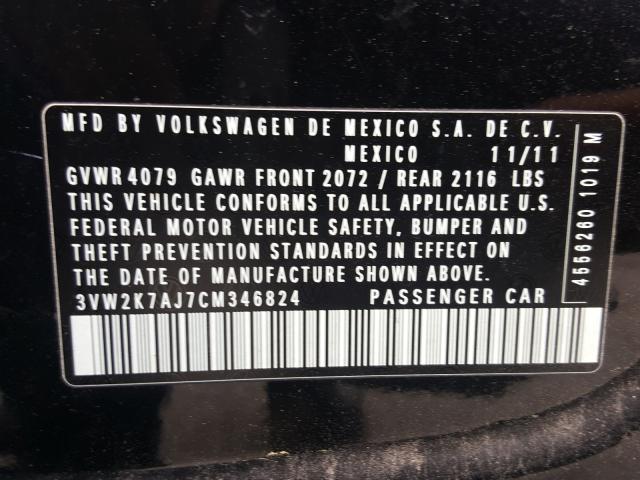 MFD BY VOLKSWAGEN DE MEXICO S.A. DE C.V.
MEXICO 11/11
GVWR 4079 GAWR FRONT 2072 / REAR 2116 LBS
THIS VEHICLE CONFORMS TO ALL APPLICABLE U.S.
FEDERAL MOTOR VEHICLE SAFETY, BUMPER AND
THEFT PREVENTION STANDARDS IN EFFECT ON
THE DATE OF MANUFACTURE SHOWN ABOVE.
3VW2K7AJ7CM346824 PASSENGER CAR
4556260 1019 M